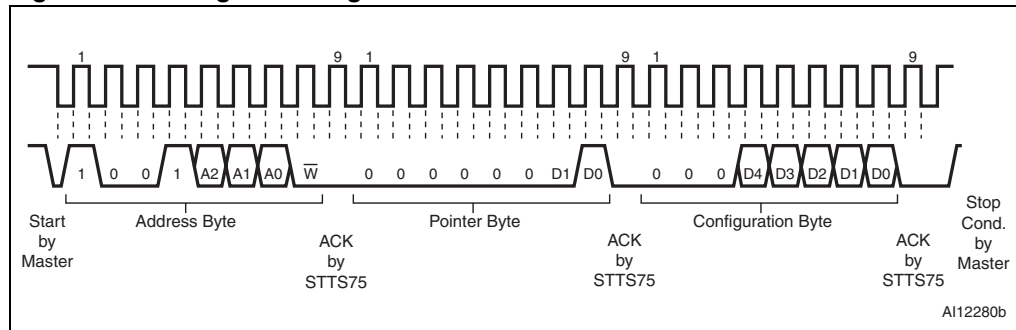 1 9 1 9 1 9
1 0 0 1 A2 A1 A0 W 0 0 0 0 0 0 D1 D0 0 0 0 D4 D3 D2 D1 D0
Start
by
Master
Address Byte
ACK
by
STTS75
Pointer Byte
ACK
by
STTS75
Configuration Byte
ACK
by
STTS75
Stop
Cond.
by
Master
AI12280b